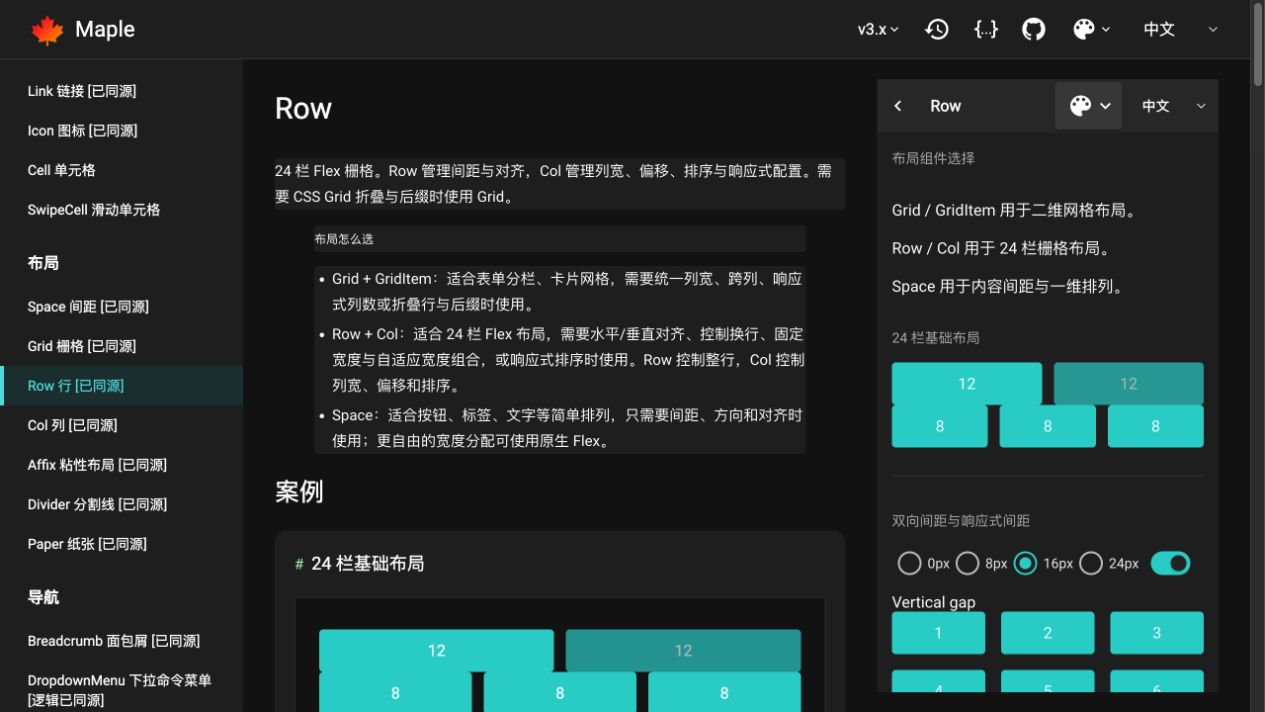 Maple
v3.x
中文
Link 链接 [已同源]
Icon 图标 [已同源]
Cell 单元格
SwipeCell 滑动单元格
布局
Space 间距 [已同源]
Grid 栅格 [已同源]
Row 行 [已同源]
Col 列 [已同源]
Affix 粘性布局 [已同源]
Divider 分割线 [已同源]
Paper 纸张 [已同源]
导航
Breadcrumb 面包屑 [已同源]
DropdownMenu 下拉命令菜单
[逻辑已同源]
Row
24 栏 Flex 栅格。Row 管理间距与对齐，Col 管理列宽、偏移、排序与响应式配置。需
要 CSS Grid 折叠与后缀时使用 Grid。
布局怎么选
• Grid + GridItem：适合表单分栏、卡片网格，需要统一列宽、跨列、响应
式列数或折叠行与后缀时使用。
• Row + Col：适合 24 栏 Flex 布局，需要水平/垂直对齐、控制换行、固定
宽度与自适应宽度组合，或响应式排序时使用。Row 控制整行，Col 控制
列宽、偏移和排序。
• Space：适合按钮、标签、文字等简单排列，只需要间距、方向和对齐时
使用；更自由的宽度分配可使用原生 Flex。
案例
# 24 栏基础布局
12 12
8 8 8
Row
中文
布局组件选择
Grid / GridItem 用于二维网格布局。
Row / Col 用于 24 栏栅格布局。
Space 用于内容间距与一维排列。
24 栏基础布局
12 12
8 8 8
双向间距与响应式间距
0px 8px 16px 24px
Vertical gap
1 2 3
4 5 6